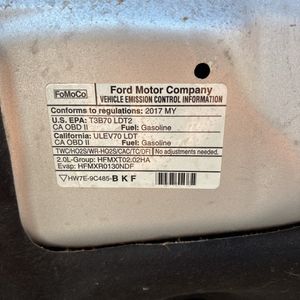 FoMoCo
Ford Motor Company
VEHICLE EMISSION CONTROL INFORMATION
Conforms to regulations: 2017 MY
U.S. EPA: T3B70 LDT2
CA OBD II Fuel: Gasoline
California: ULEV70 LDT
CA OBD II Fuel: Gasoline
TWC/HO2S/WR-HO2S/CAC/TC/DFI No adjustments needed.
2.0L-Group: HFMXT02.02HA
Evap: HFMXR0130NDF
HW7E-9C485-BKF